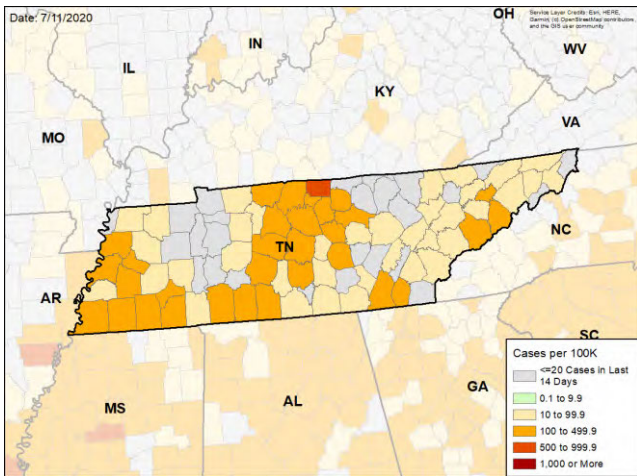 Date: 7/11/2020
Service Layer Credits: Esri, HERE,
Garmin, (c) OpenStreetMap contributors,
and the GIS user community
OH
IN
WV
IL
KY
MO
VA
TN
NC
AR
SC
MS
AL
GA
Cases per 100K
<=20 Cases in Last
14 Days
0.1 to 9.9
10 to 99.9
100 to 499.9
500 to 999.9
1,000 or More